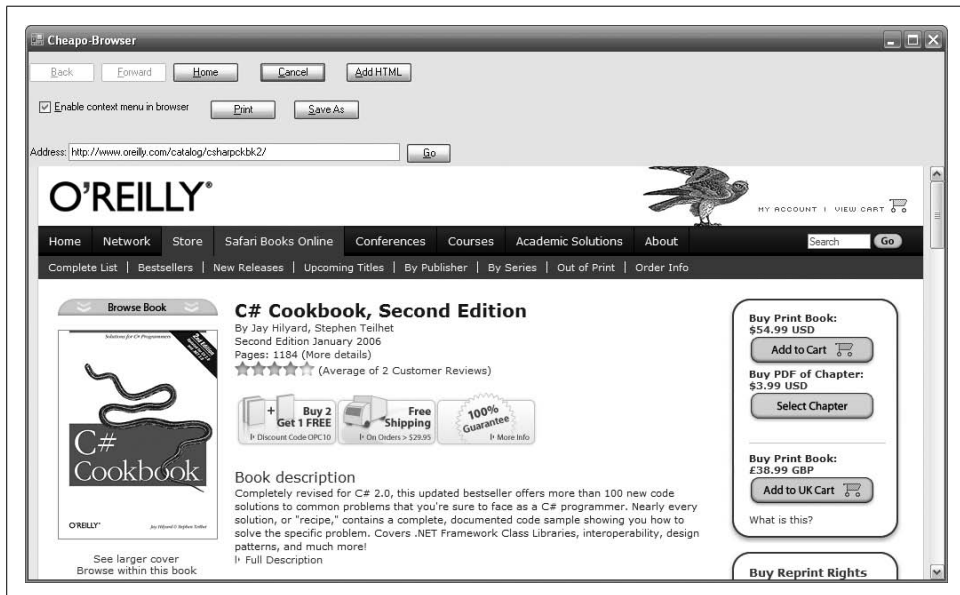 Cheapo-Browser
Back Forward Home Cancel Add HTML
Enable context menu in browser Print Save As
Address: http://www.oreilly.com/catalog/csharpckbk2/ Go
O'REILLY®
MY ACCOUNT | VIEW CART
Home Network Store Safari Books Online Conferences Courses Academic Solutions About Search Go
Complete List | Bestsellers | New Releases | Upcoming Titles | By Publisher | By Series | Out of Print | Order Info
Browse Book
Solutions for C# Programmers
2nd Edition
C#
Cookbook
O'REILLY®
Jay Hilyard & Stephen Teilhet
See larger cover
Browse within this book
C# Cookbook, Second Edition
By Jay Hilyard, Stephen Teilhet
Second Edition January 2006
Pages: 1184 (More details)
(Average of 2 Customer Reviews)
+ Buy 2
Get 1 FREE
Discount Code OPC10
Free
Shipping
On Orders > $29.95
100%
Guarantee
More Info
Book description
Completely revised for C# 2.0, this updated bestseller offers more than 100 new code
solutions to common problems that you're sure to face as a C# programmer. Nearly every
solution, or "recipe," contains a complete, documented code sample showing you how to
solve the specific problem. Covers .NET Framework Class Libraries, interoperability, design
patterns, and much more!
Full Description
Buy Print Book:
$54.99 USD
Add to Cart
Buy PDF of Chapter:
$3.99 USD
Select Chapter
Buy Print Book:
£38.99 GBP
Add to UK Cart
What is this?
Buy Reprint Rights